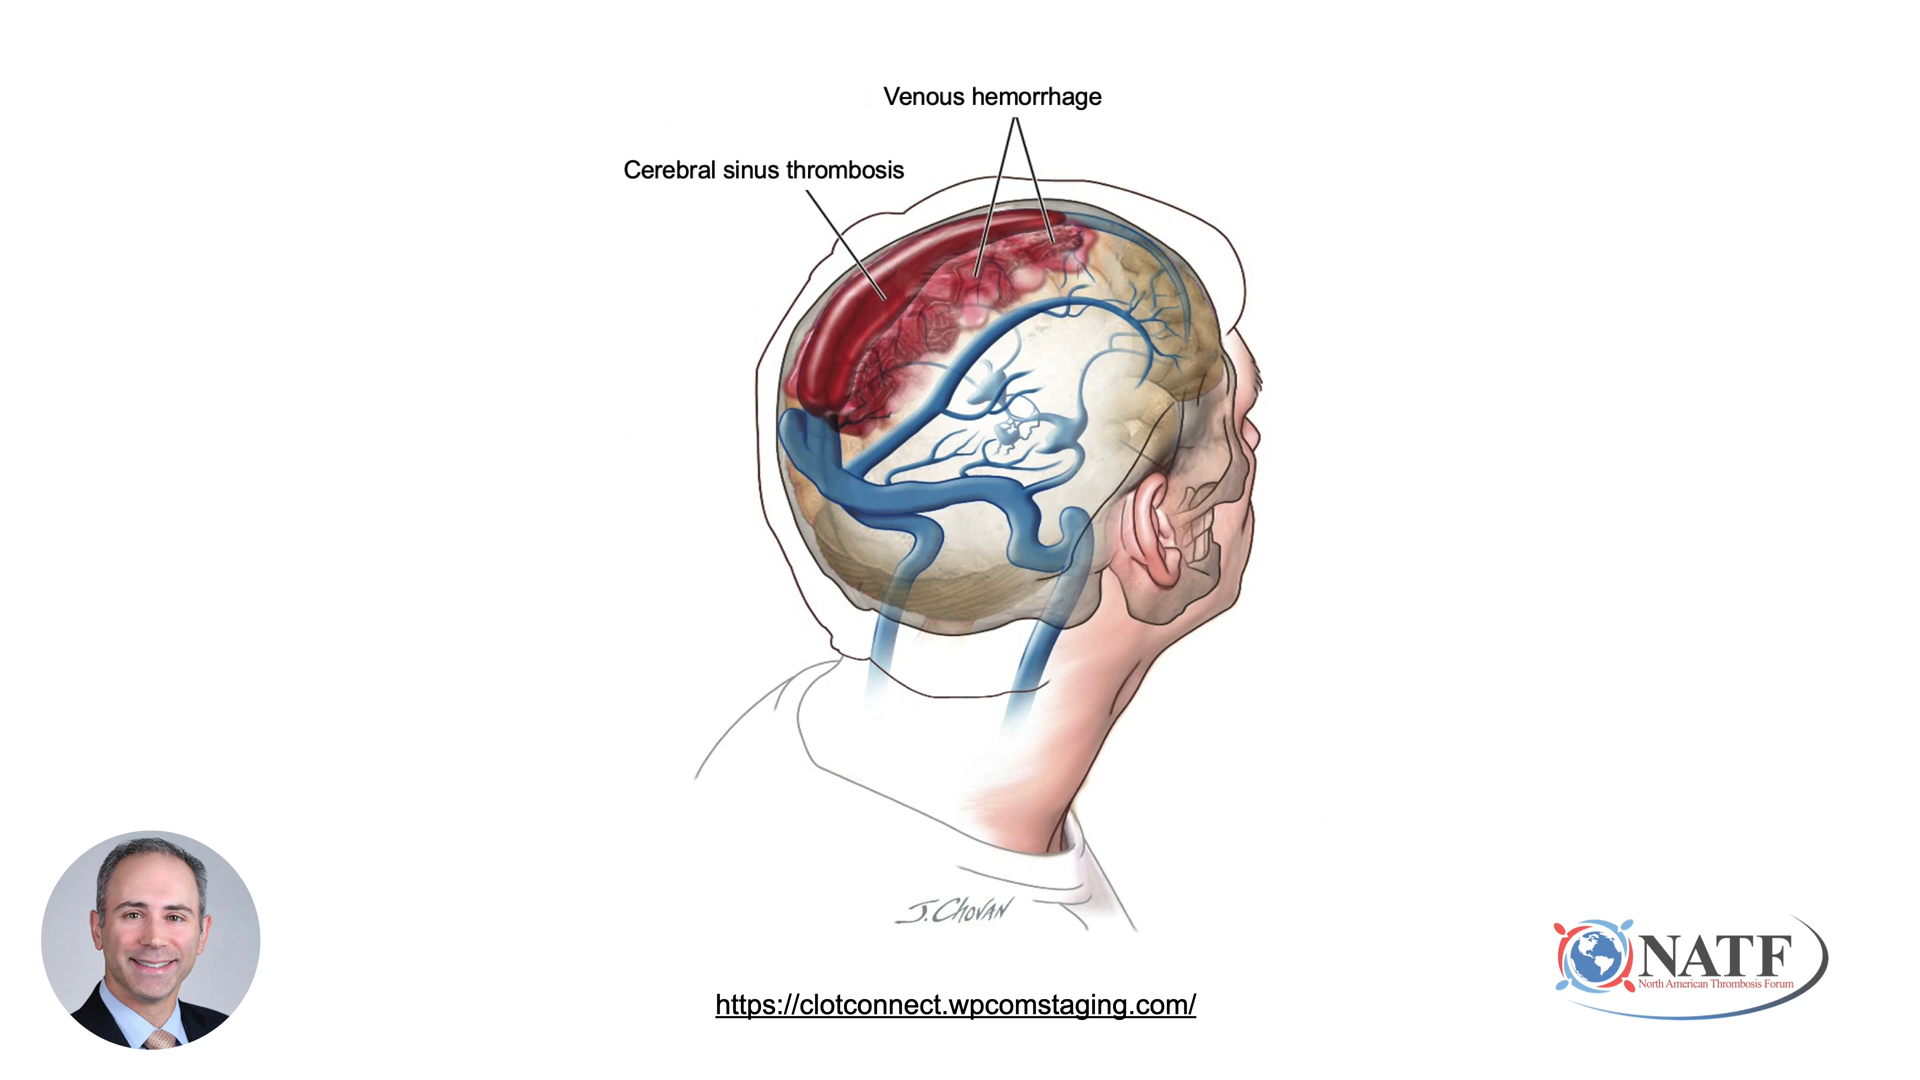 Venous hemorrhage
Cerebral sinus thrombosis
J. CHOVAN
https://clotconnect.wpcomstaging.com/
NATF
North American Thrombosis Forum